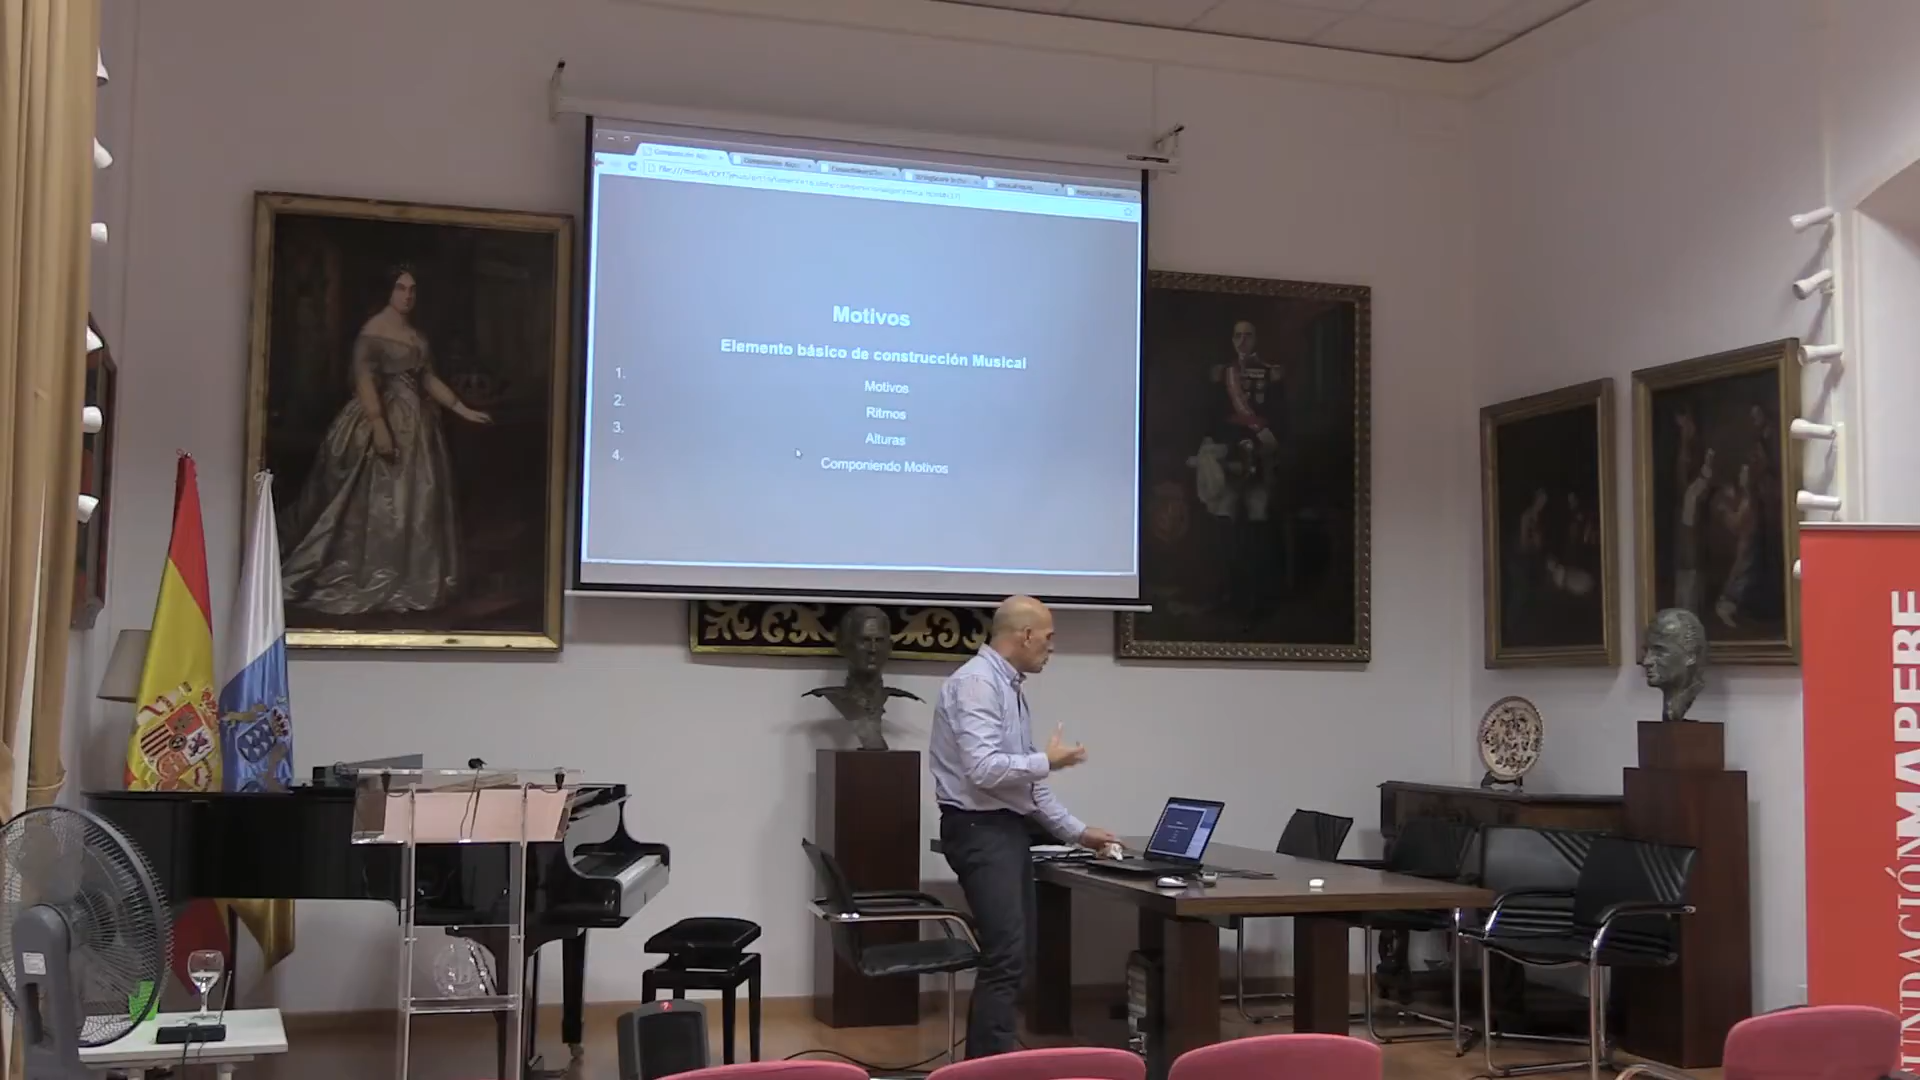 Motivos
Elemento básico de construcción Musical
1. Motivos
2. Ritmos
3. Alturas
4. Componiendo Motivos
FUNDACIÓNMAPFRE